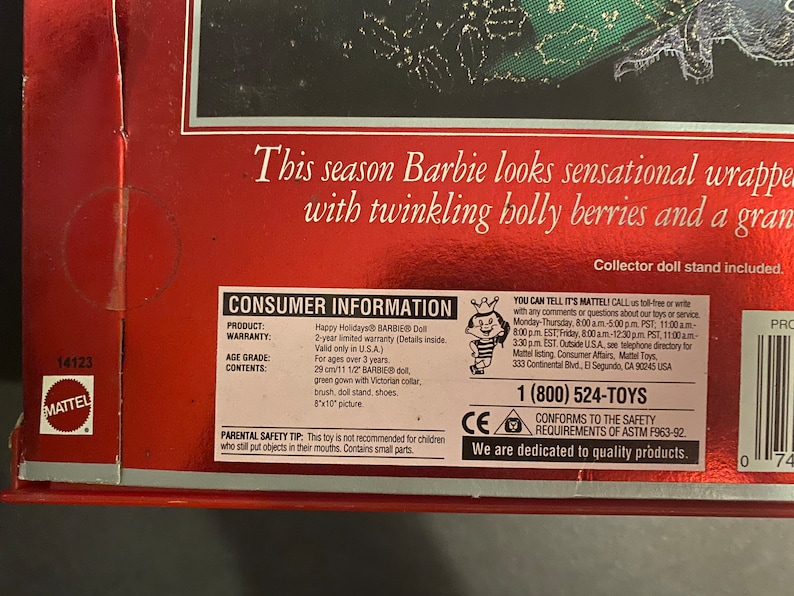 This season Barbie looks sensational wrappe
with twinkling holly berries and a gran
Collector doll stand included.
CONSUMER INFORMATION
PRODUCT: Happy Holidays® BARBIE® Doll
WARRANTY: 2-year limited warranty (Details inside.
Valid only in U.S.A.)
AGE GRADE: For ages over 3 years.
CONTENTS: 29 cm/11 1/2" BARBIE® doll,
green gown with Victorian collar,
brush, doll stand, shoes.
8"x10" picture.
PARENTAL SAFETY TIP: This toy is not recommended for children
who still put objects in their mouths. Contains small parts.
YOU CAN TELL IT'S MATTEL! CALL us toll-free or write
with any comments or questions about our toys or service.
Monday-Thursday, 8:00 a.m.-5:00 p.m. PST; 11:00 a.m.-
8:00 p.m. EST; Friday, 8:00 a.m.-12:30 p.m. PST; 11:00 a.m.-
3:30 p.m. EST. Outside U.S.A., see telephone directory for
Mattel listing. Consumer Affairs, Mattel Toys,
333 Continental Blvd., El Segundo, CA 90245 USA
1 (800) 524-TOYS
CE CONFORMS TO THE SAFETY
REQUIREMENTS OF ASTM F963-92.
We are dedicated to quality products.
14123
MATTEL
®
PRO
0 74